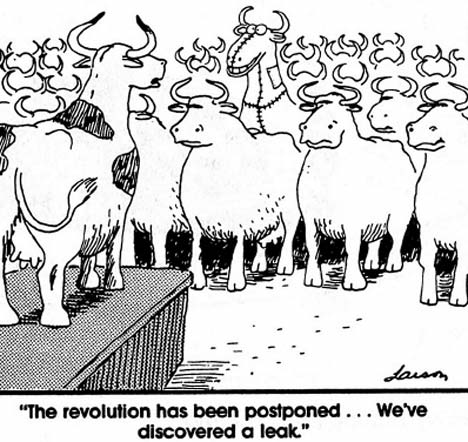 Larson
"The revolution has been postponed . . . We've
discovered a leak."